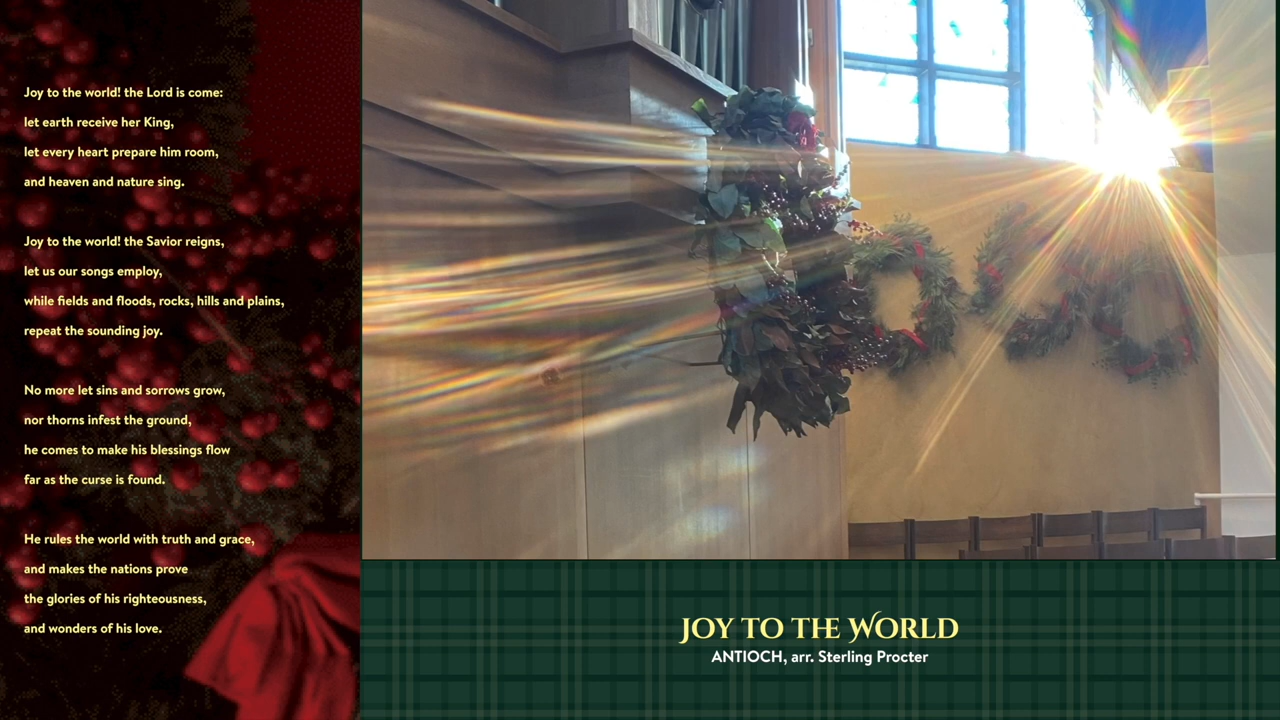 Joy to the world! the Lord is come:
let earth receive her King,
let every heart prepare him room,
and heaven and nature sing.
Joy to the world! the Savior reigns,
let us our songs employ,
while fields and floods, rocks, hills and plains,
repeat the sounding joy.
No more let sins and sorrows grow,
nor thorns infest the ground,
he comes to make his blessings flow
far as the curse is found.
He rules the world with truth and grace,
and makes the nations prove
the glories of his righteousness,
and wonders of his love.
JOY TO THE WORLD
ANTIOCH, arr. Sterling Procter